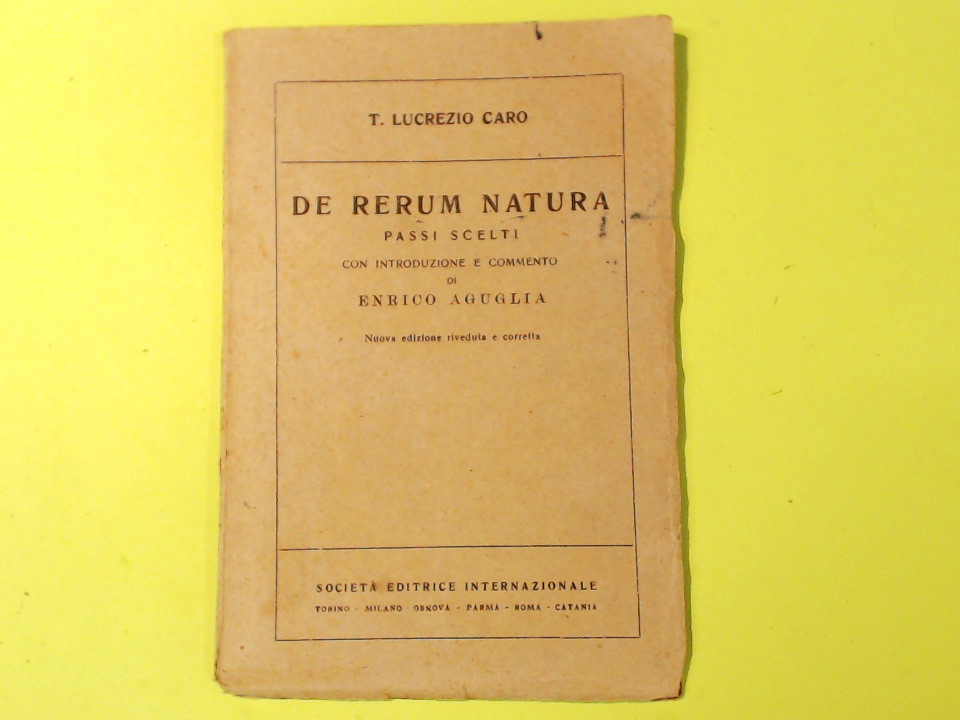 T. LUCREZIO CARO
DE RERUM NATURA
PASSI SCELTI
CON INTRODUZIONE E COMMENTO
DI
ENRICO AGUGLIA
Nuova edizione riveduta e corretta
SOCIETÀ EDITRICE INTERNAZIONALE
TORINO - MILANO - GENOVA - PARMA - ROMA - CATANIA